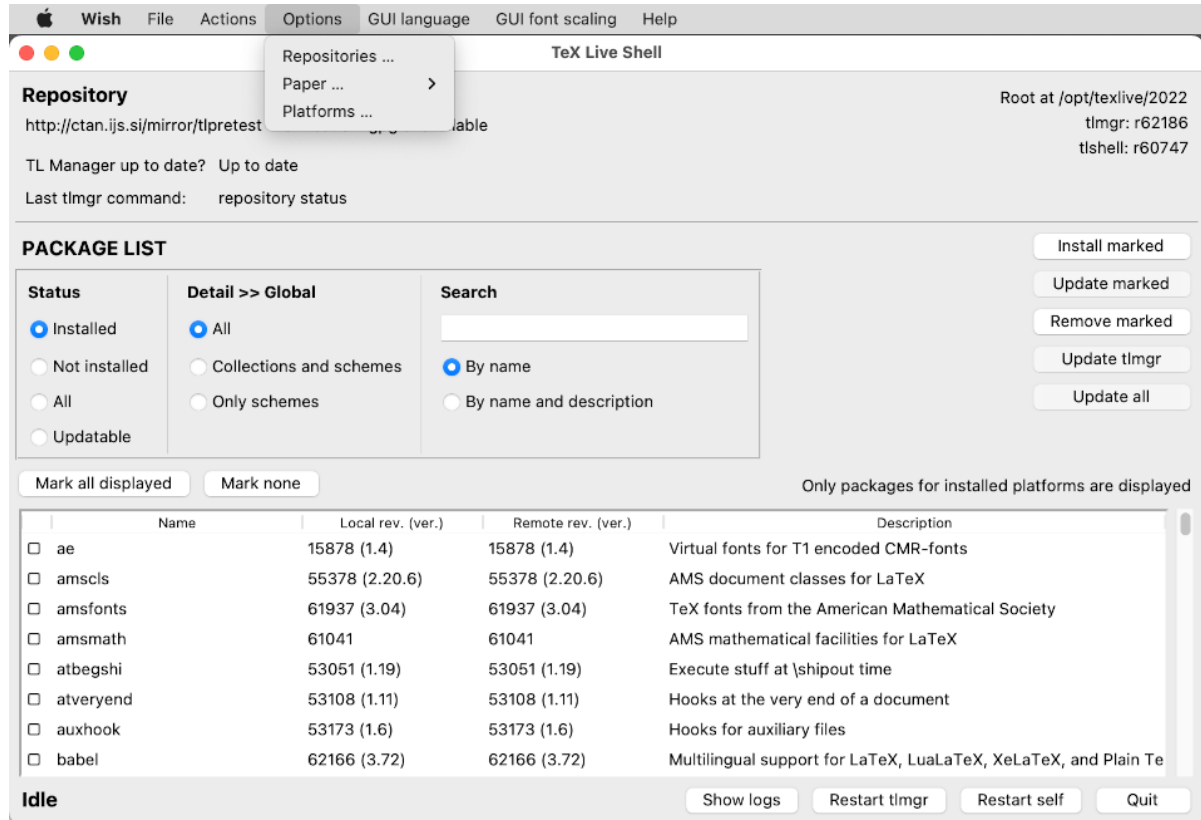 Wish File Actions Options GUI language GUI font scaling Help
TeX Live Shell
Repositories ...
Paper ...
Platforms ...
Repository
http://ctan.ijs.si/mirror/tlpretest
Root at /opt/texlive/2022
tlmgr: r62186
tlshell: r60747
TL Manager up to date? Up to date
Last tlmgr command: repository status
PACKAGE LIST
Install marked
Update marked
Remove marked
Update tlmgr
Update all
Status Detail >> Global Search
Installed All
Not installed Collections and schemes By name
All Only schemes By name and description
Updatable
Mark all displayed Mark none Only packages for installed platforms are displayed
Name Local rev. (ver.) Remote rev. (ver.) Description
ae 15878 (1.4) 15878 (1.4) Virtual fonts for T1 encoded CMR-fonts
amscls 55378 (2.20.6) 55378 (2.20.6) AMS document classes for LaTeX
amsfonts 61937 (3.04) 61937 (3.04) TeX fonts from the American Mathematical Society
amsmath 61041 61041 AMS mathematical facilities for LaTeX
atbegshi 53051 (1.19) 53051 (1.19) Execute stuff at \shipout time
atveryend 53108 (1.11) 53108 (1.11) Hooks at the very end of a document
auxhook 53173 (1.6) 53173 (1.6) Hooks for auxiliary files
babel 62166 (3.72) 62166 (3.72) Multilingual support for LaTeX, LuaLaTeX, XeLaTeX, and Plain Te
Idle Show logs Restart tlmgr Restart self Quit